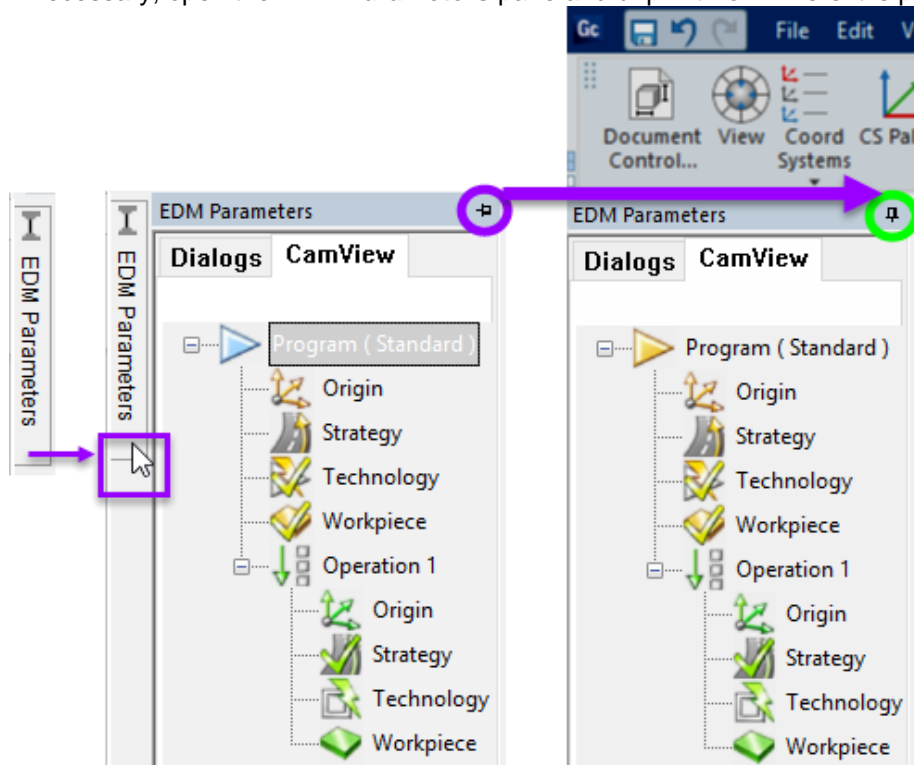 Gc File Edit V
Document Control...
View
Coord Systems
CS Pal
EDM Parameters
EDM Parameters
EDM Parameters
Dialogs CamView
Program ( Standard )
Origin
Strategy
Technology
Workpiece
Operation 1
Origin
Strategy
Technology
Workpiece
EDM Parameters
Dialogs CamView
Program ( Standard )
Origin
Strategy
Technology
Workpiece
Operation 1
Origin
Strategy
Technology
Workpiece